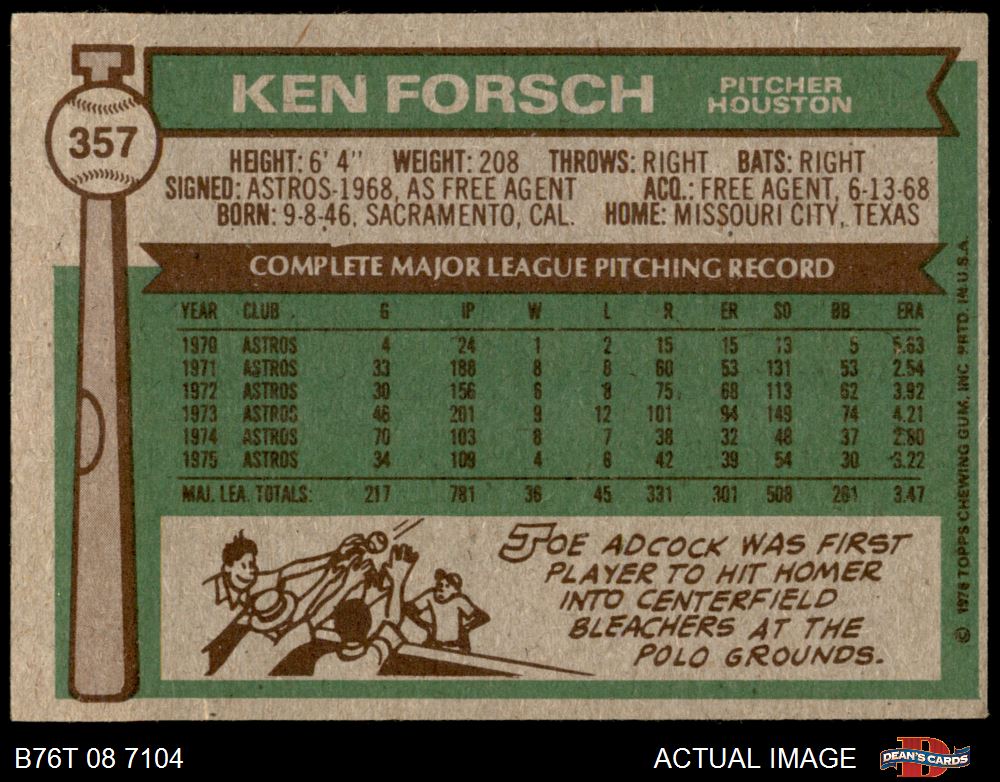 KEN FORSCH PITCHER
HOUSTON
357
HEIGHT: 6' 4" WEIGHT: 208 THROWS: RIGHT BATS: RIGHT
SIGNED: ASTROS-1968, AS FREE AGENT ACQ.: FREE AGENT, 6-13-68
BORN: 9-8-46, SACRAMENTO, CAL. HOME: MISSOURI CITY, TEXAS
COMPLETE MAJOR LEAGUE PITCHING RECORD
YEAR CLUB G IP W L R ER SO BB ERA
1970 ASTROS 4 24 1 2 15 15 13 5 5.63
1971 ASTROS 33 188 8 8 60 53 131 53 2.54
1972 ASTROS 30 156 6 8 75 68 113 62 3.92
1973 ASTROS 46 201 9 12 101 94 149 74 4.21
1974 ASTROS 70 103 8 7 38 32 48 37 2.80
1975 ASTROS 34 109 4 8 42 39 54 30 3.22
MAJ. LEA. TOTALS: 217 781 36 45 331 301 508 261 3.47
JOE ADCOCK WAS FIRST
PLAYER TO HIT HOMER
INTO CENTERFIELD
BLEACHERS AT THE
POLO GROUNDS.
© 1976 TOPPS CHEWING GUM, INC PRTD. IN U.S.A.
B76T 08 7104 ACTUAL IMAGE DEAN'S CARDS